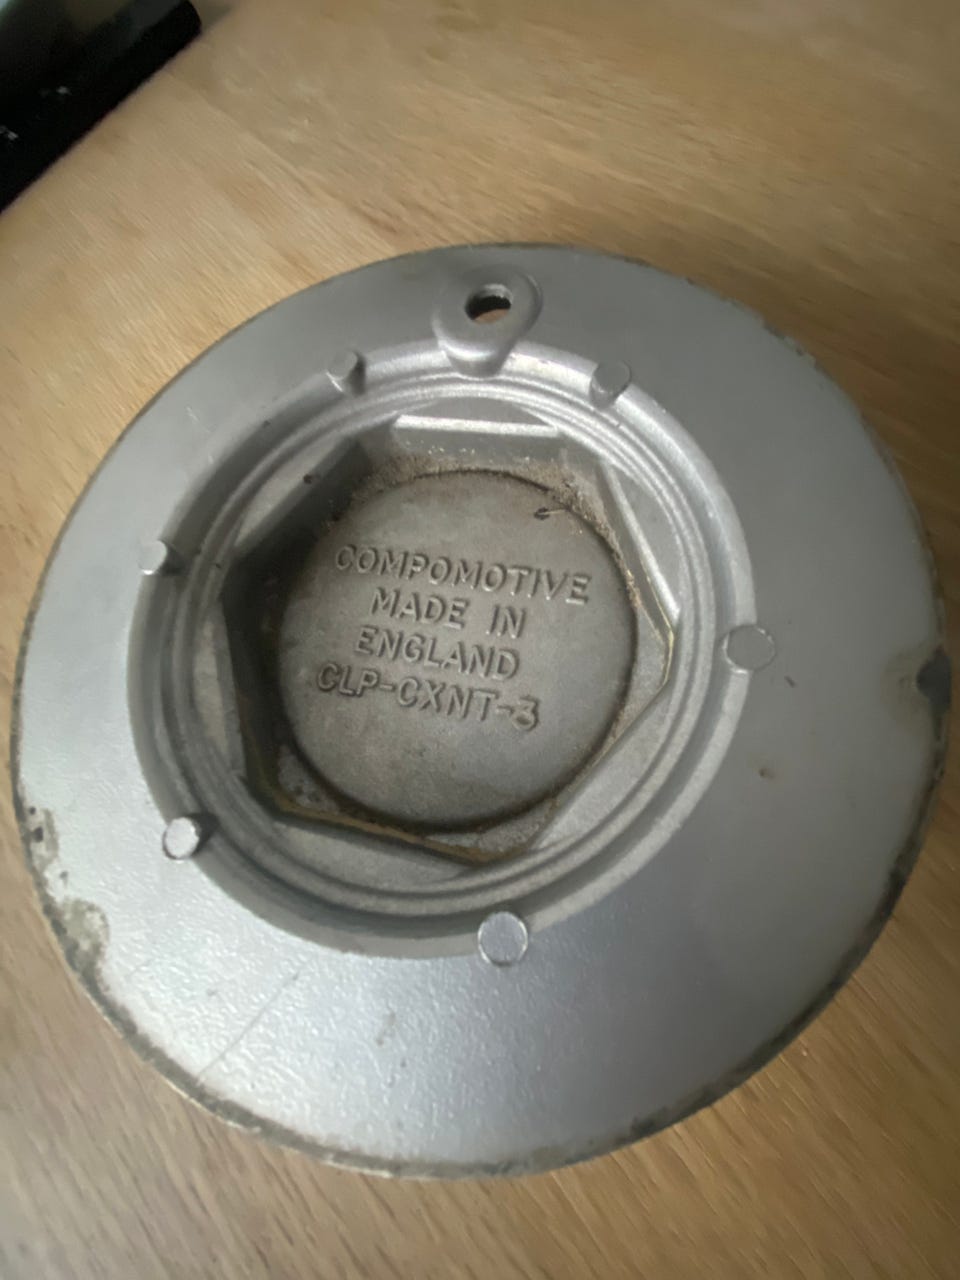 COMPOMOTIVE
MADE IN
ENGLAND
CLP-CXNT-3